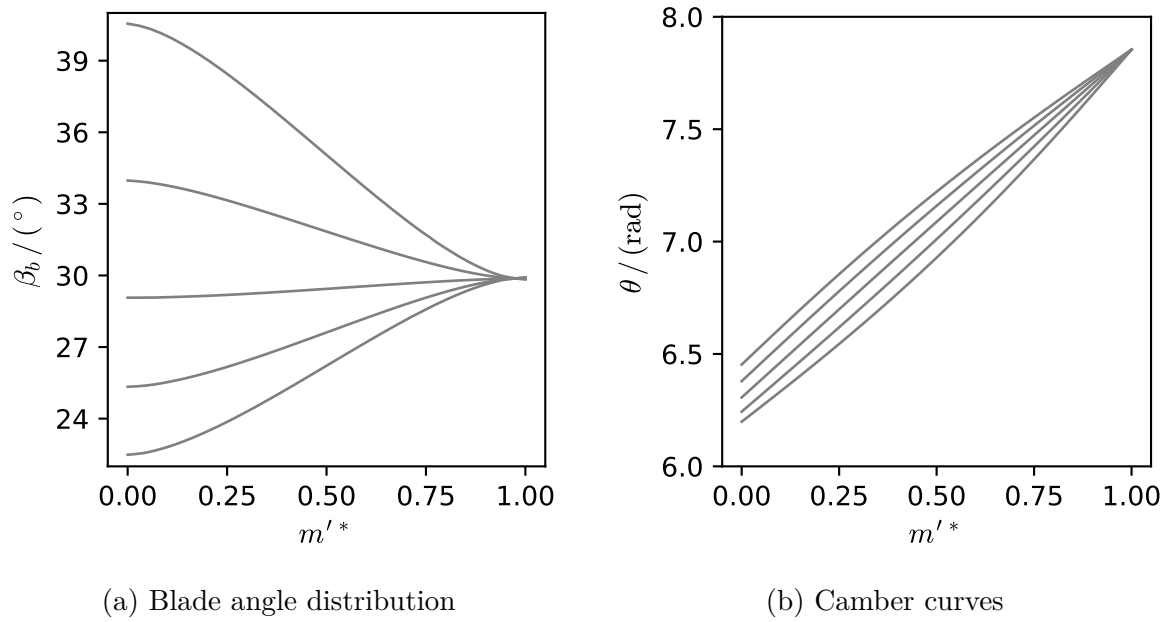 39
36
33
30
27
24
β_b / (°)
0.00 0.25 0.50 0.75 1.00
m′ *
(a) Blade angle distribution
8.0
7.5
7.0
6.5
6.0
θ / (rad)
0.00 0.25 0.50 0.75 1.00
m′ *
(b) Camber curves